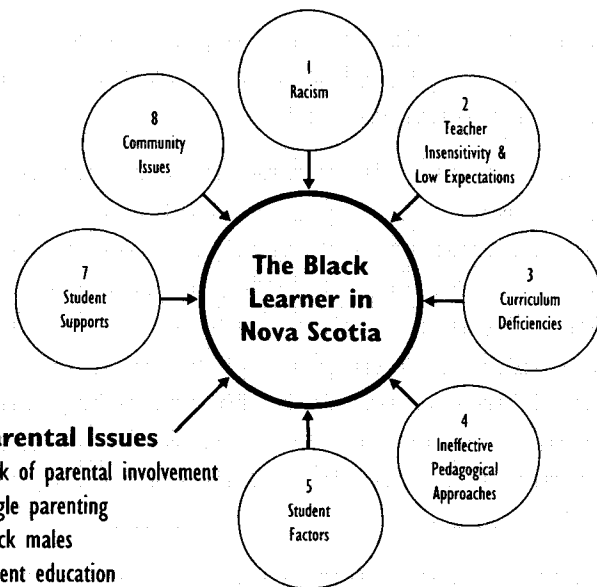 1
Racism
2
Teacher
Insensitivity &
Low Expectations
3
Curriculum
Deficiencies
4
Ineffective
Pedagogical
Approaches
5
Student
Factors
arental Issues
k of parental involvement
gle parenting
ck males
ent education
7
Student
Supports
8
Community
Issues
The Black
Learner in
Nova Scotia